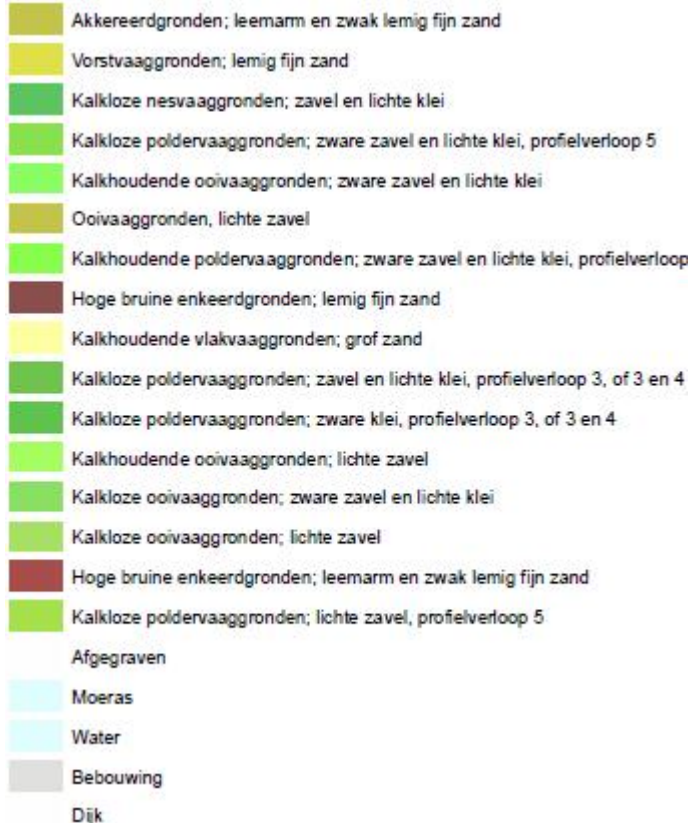 Akkereerdgronden; leemarm en zwak lemig fijn zand
Vorstvaaggronden; lemig fijn zand
Kalkloze nesvaaggronden; zavel en lichte klei
Kalkloze poldervaaggronden; zware zavel en lichte klei, profielverloop 5
Kalkhoudende ooivaaggronden; zware zavel en lichte klei
Ooivaaggronden, lichte zavel
Kalkhoudende poldervaaggronden; zware zavel en lichte klei, profielverloop
Hoge bruine enkeerdgronden; lemig fijn zand
Kalkhoudende vlakvaaggronden; grof zand
Kalkloze poldervaaggronden; zavel en lichte klei, profielverloop 3, of 3 en 4
Kalkloze poldervaaggronden; zware klei, profielverloop 3, of 3 en 4
Kalkhoudende ooivaaggronden; lichte zavel
Kalkloze ooivaaggronden; zware zavel en lichte klei
Kalkloze ooivaaggronden; lichte zavel
Hoge bruine enkeerdgronden; leemarm en zwak lemig fijn zand
Kalkloze poldervaaggronden; lichte zavel, profielverloop 5
Afgegraven
Moeras
Water
Bebouwing
Dijk